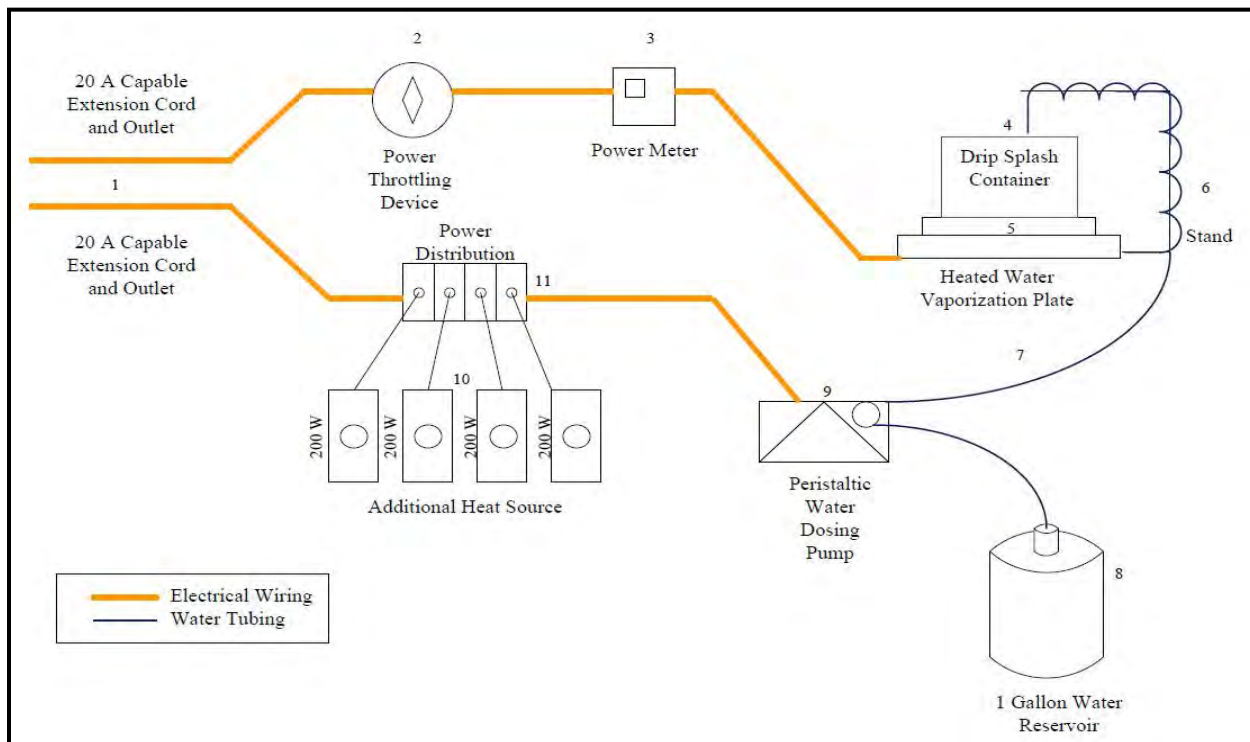 2
3
20 A Capable
Extension Cord
and Outlet
Power
Throttling
Device
Power Meter
4
Drip Splash
Container
5
6
Stand
Heated Water
Vaporization Plate
1
20 A Capable
Extension Cord
and Outlet
Power
Distribution
11
10
200 W
200 W
200 W
200 W
Additional Heat Source
7
9
Peristaltic
Water
Dosing
Pump
8
1 Gallon Water
Reservoir
Electrical Wiring
Water Tubing